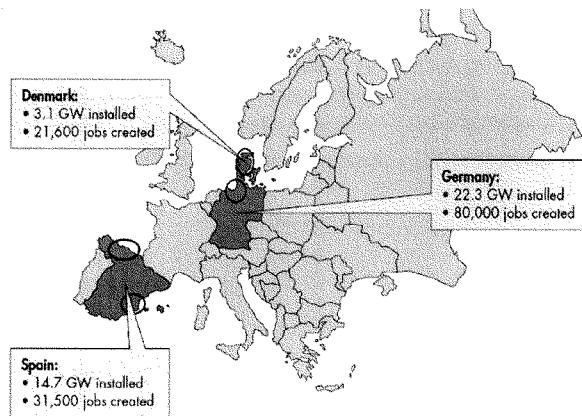 Denmark:
• 3.1 GW installed
• 21,600 jobs created
Germany:
• 22.3 GW installed
• 80,000 jobs created
Spain:
• 14.7 GW installed
• 31,500 jobs created